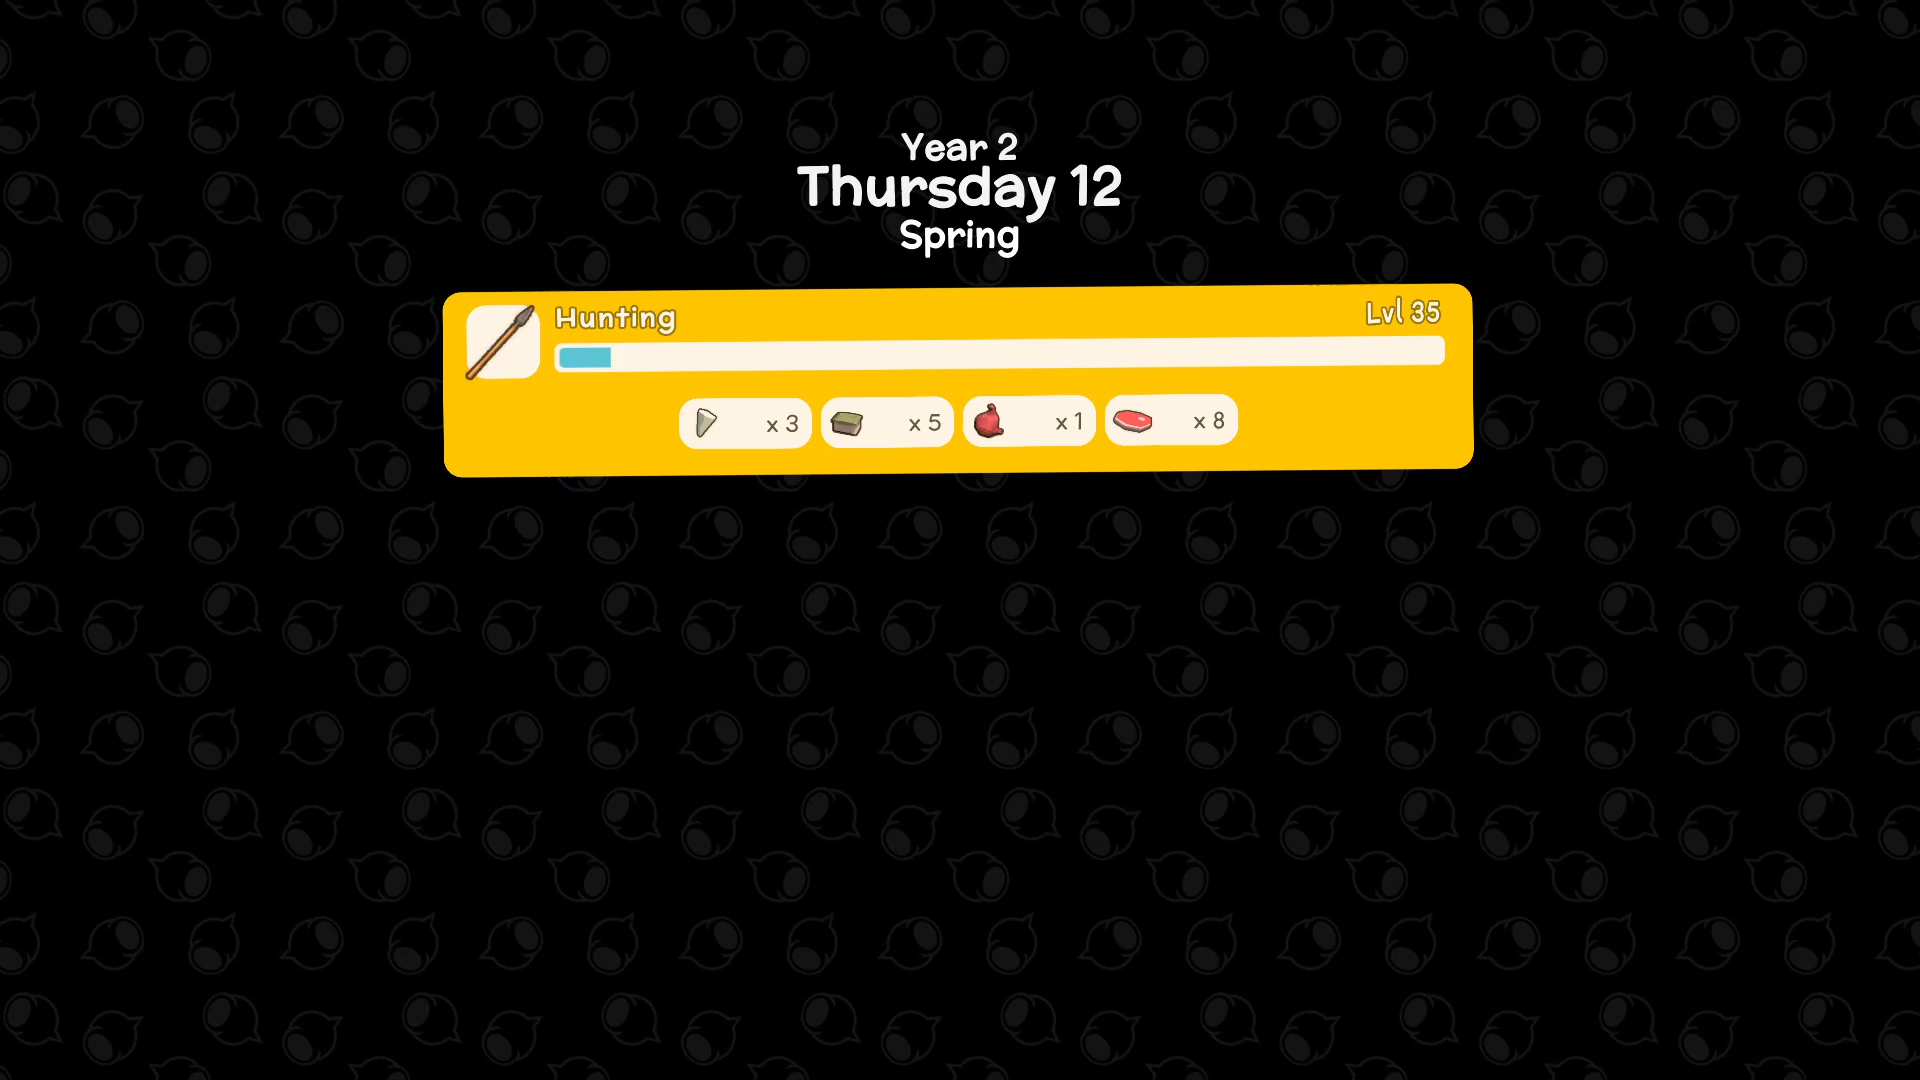 Year 2
Thursday 12
Spring
Hunting
Lvl 35
x 3
x 5
x 1
x 8